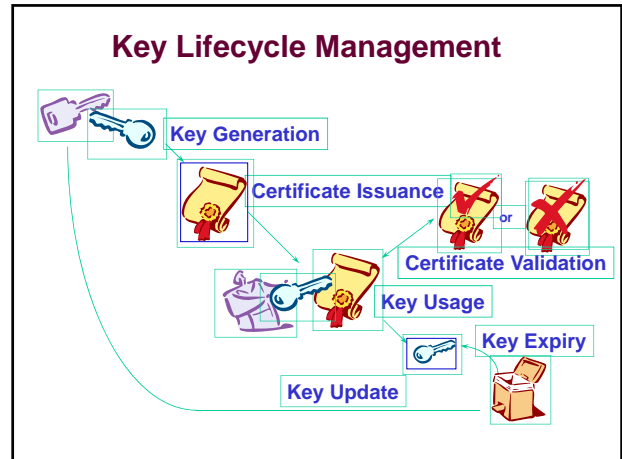 Key Lifecycle Management
Key Generation
Certificate Issuance
or
Certificate Validation
Key Usage
Key Expiry
Key Update